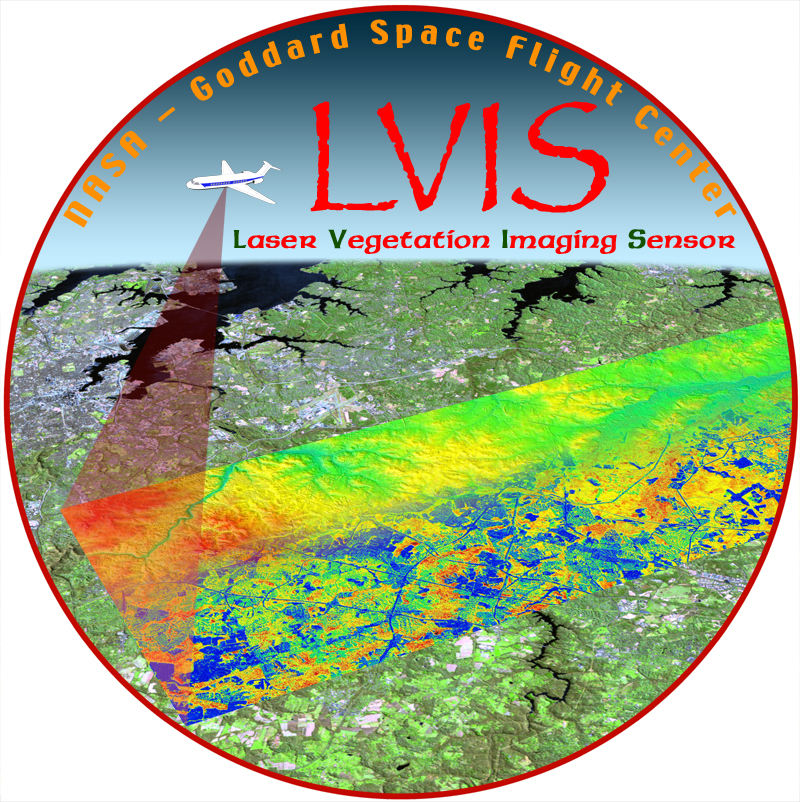 NASA – Goddard Space Flight Center
LVIS
Laser Vegetation Imaging Sensor